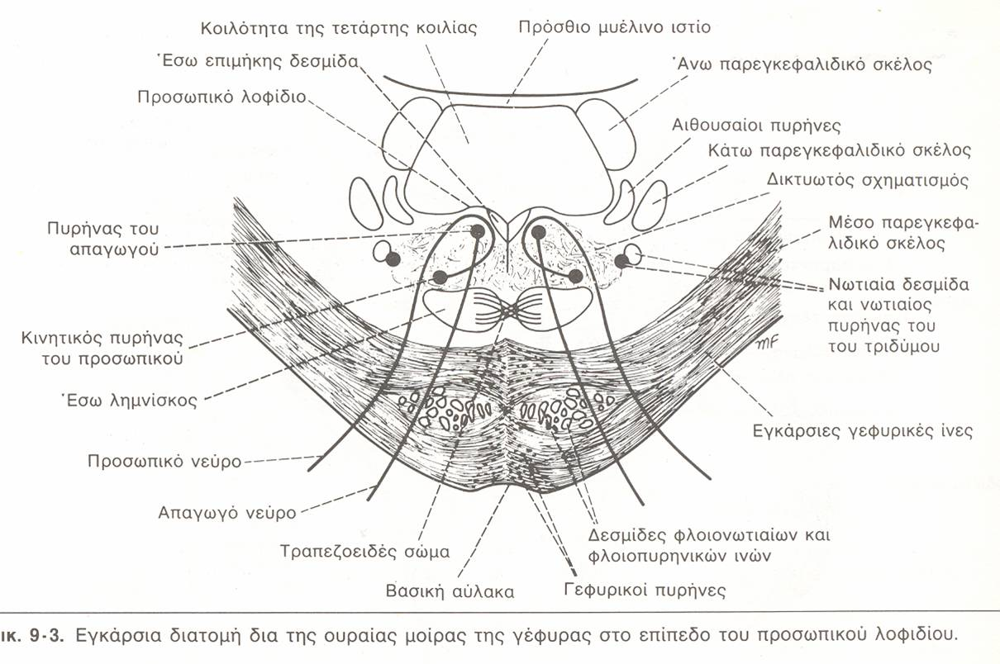 Κοιλότητα της τετάρτης κοιλίας
Πρόσθιο μυέλινο ιστίο
Έσω επιμήκης δεσμίδα
Άνω παρεγκεφαλιδικό σκέλος
Προσωπικό λοφίδιο
Αιθουσαίοι πυρήνες
Κάτω παρεγκεφαλιδικό σκέλος
Δικτυωτός σχηματισμός
Πυρήνας του
απαγωγού
Μέσο παρεγκεφα-
λιδικό σκέλος
Νωτιαία δεσμίδα
και νωτιαίος
πυρήνας του
του τριδύμου
Κινητικός πυρήνας
του προσωπικού
MF
Έσω λημνίσκος
Εγκάρσιες γεφυρικές ίνες
Προσωπικό νεύρο
Απαγωγό νεύρο
Τραπεζοειδές σώμα
Δεσμίδες φλοιονωτιαίων και
φλοιοπυρηνικών ινών
Βασική αύλακα
Γεφυρικοί πυρήνες
ικ. 9-3. Εγκάρσια διατομή δια της ουραίας μοίρας της γέφυρας στο επίπεδο του προσωπικού λοφιδίου.